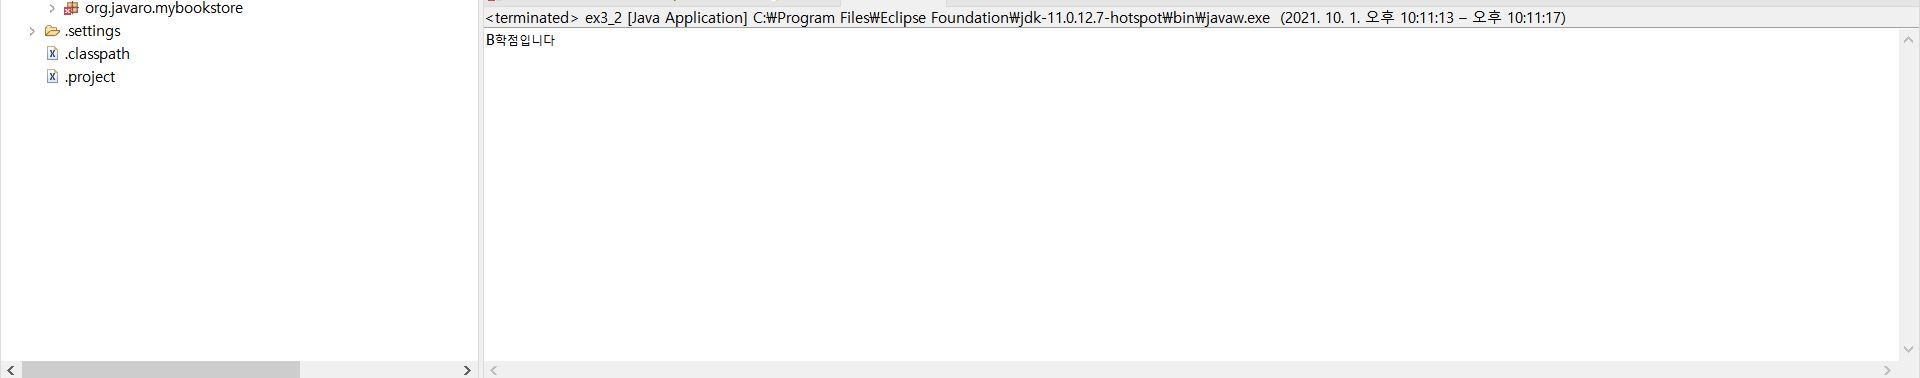 org.javaro.mybookstore
.settings
.classpath
.project
<terminated> ex3_2 [Java Application] C:₩Program Files₩Eclipse Foundation₩jdk-11.0.12.7-hotspot₩bin₩javaw.exe (2021. 10. 1. 오후 10:11:13 – 오후 10:11:17)
B학점입니다